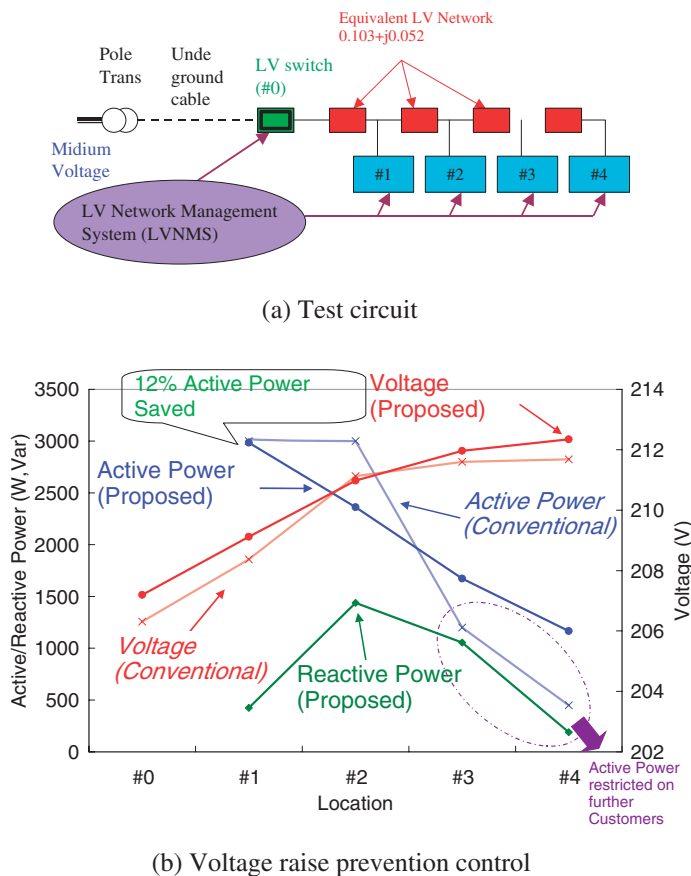 Pole
Trans
Unde
ground
cable
LV switch
(#0)
Equivalent LV Network
0.103+j0.052
Midium
Voltage
#1
#2
#3
#4
LV Network Management
System (LVNMS)
(a) Test circuit
12% Active Power
Saved
Voltage
(Proposed)
Active Power
(Proposed)
Active Power
(Conventional)
Voltage
(Conventional)
Reactive Power
(Proposed)
Active/Reactive Power (W,Var)
3500
3000
2500
2000
1500
1000
500
0
214
212
210
208
206
204
202
Voltage (V)
#0
#1
#2
#3
#4
Location
Active Power
restricted on
further
Customers
(b) Voltage raise prevention control